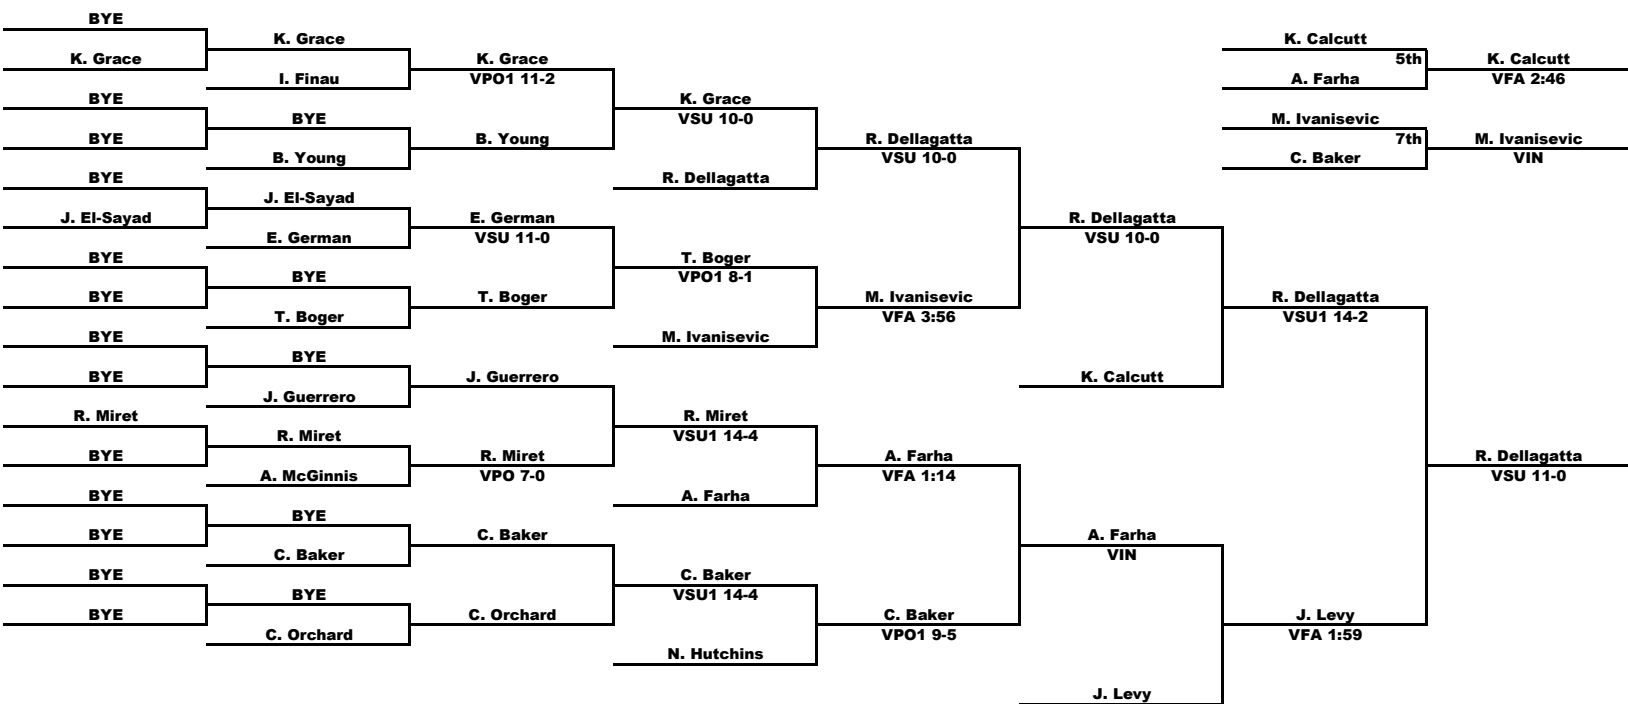 BYE
K. Grace
BYE
BYE
BYE
J. El-Sayad
BYE
BYE
BYE
BYE
R. Miret
BYE
BYE
BYE
BYE
BYE
K. Grace
I. Finau
BYE
B. Young
J. El-Sayad
E. German
BYE
T. Boger
BYE
J. Guerrero
R. Miret
A. McGinnis
BYE
C. Baker
BYE
C. Orchard
K. Grace
VPO1 11-2
B. Young
E. German
VSU 11-0
T. Boger
J. Guerrero
R. Miret
VPO 7-0
C. Baker
C. Orchard
K. Grace
VSU 10-0
R. Dellagatta
T. Boger
VPO1 8-1
M. Ivanisevic
R. Miret
VSU1 14-4
A. Farha
C. Baker
VSU1 14-4
N. Hutchins
R. Dellagatta
VSU 10-0
M. Ivanisevic
VFA 3:56
A. Farha
VFA 1:14
C. Baker
VPO1 9-5
R. Dellagatta
VSU 10-0
K. Calcutt
A. Farha
VIN
J. Levy
R. Dellagatta
VSU1 14-2
J. Levy
VFA 1:59
R. Dellagatta
VSU 11-0
K. Calcutt
5th
A. Farha
K. Calcutt
VFA 2:46
M. Ivanisevic
7th
C. Baker
M. Ivanisevic
VIN